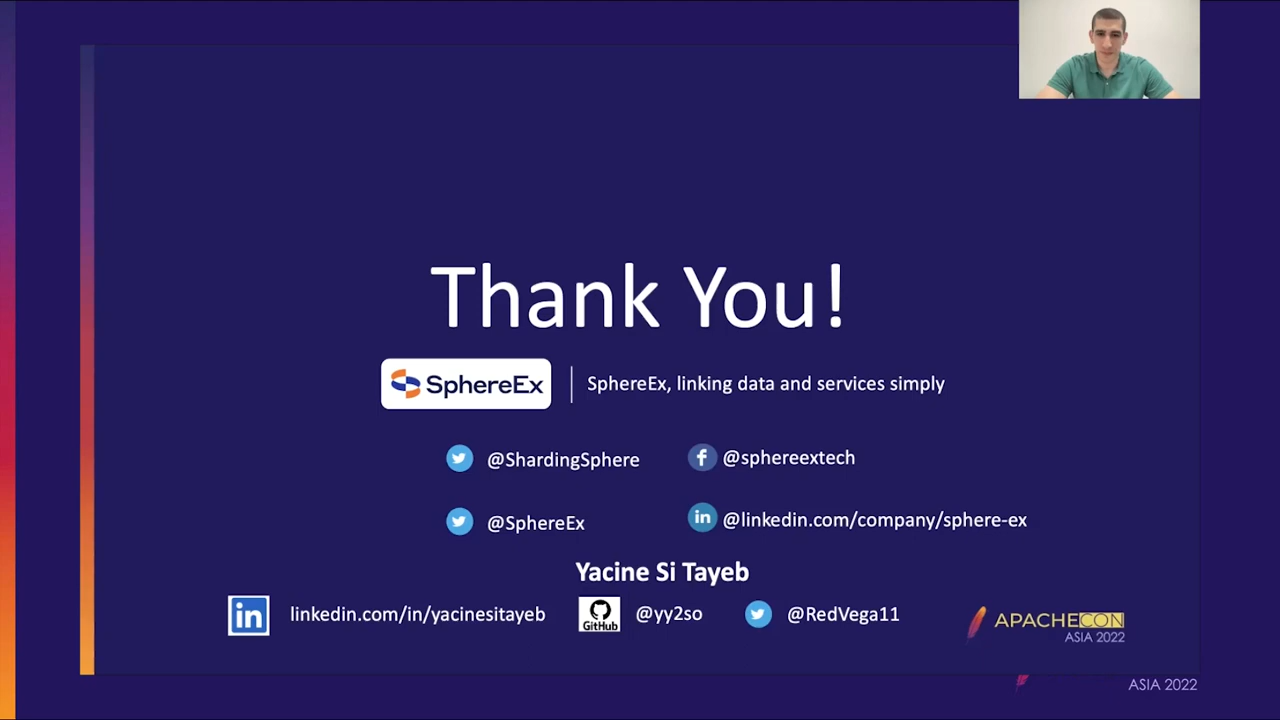 Thank You!
SphereEx
SphereEx, linking data and services simply
@ShardingSphere
@sphereextech
@SphereEx
@linkedin.com/company/sphere-ex
Yacine Si Tayeb
linkedin.com/in/yacinesitayeb
GitHub
@yy2so
@RedVega11
APACHECON
ASIA 2022
ASIA 2022